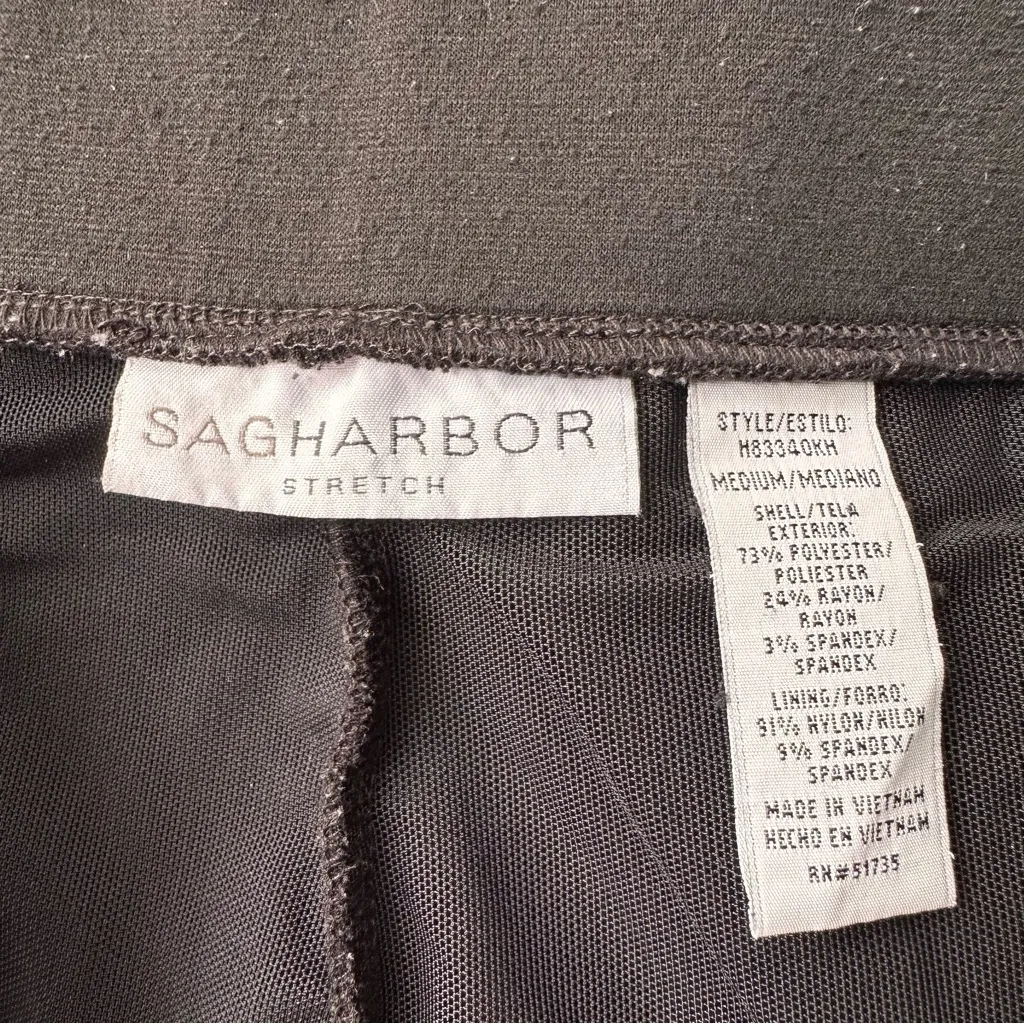 SAGHARBOR
STRETCH
STYLE/ESTILO:
H83340KH
MEDIUM/MEDIANO
SHELL/TELA
EXTERIOR:
73% POLYESTER/
POLIESTER
24% RAYON/
RAYON
3% SPANDEX/
SPANDEX
LINING/FORRO:
91% NYLON/NILON
9% SPANDEX/
SPANDEX
MADE IN VIETNAM
HECHO EN VIETNAM
RN#51735